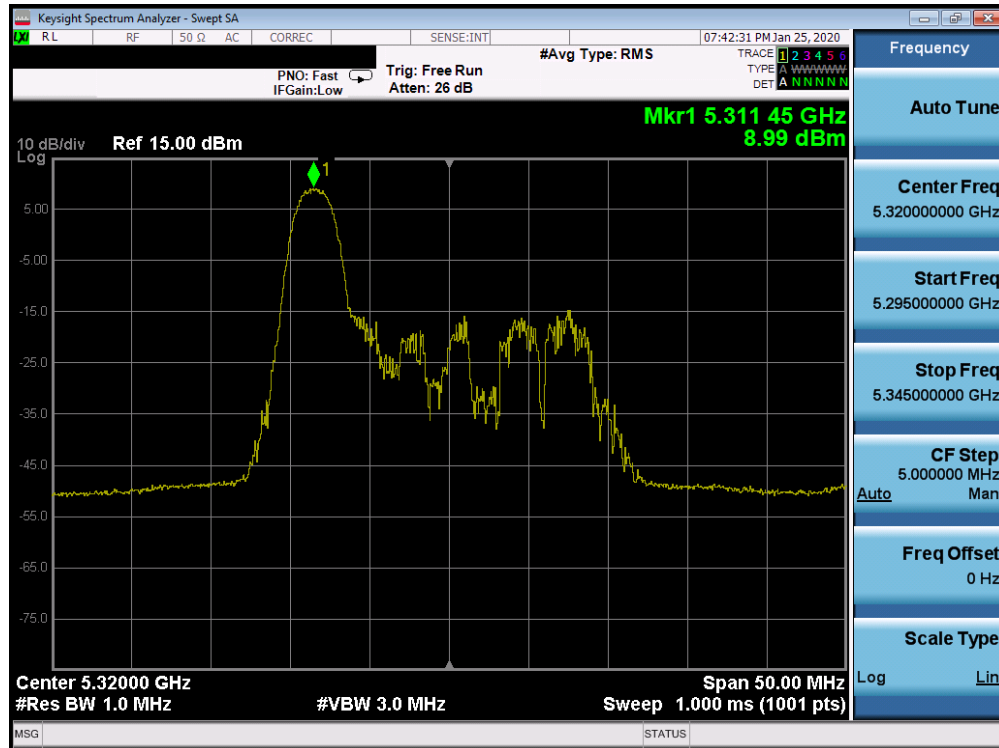 Keysight Spectrum Analyzer - Swept SA
LXI RL RF 50 Ω AC CORREC SENSE:INT 07:42:31 PM Jan 25, 2020
#Avg Type: RMS TRACE 1 2 3 4 5 6
PNO: Fast Trig: Free Run TYPE A WWWWW
IFGain:Low Atten: 26 dB DET A N N N N N
Mkr1 5.311 45 GHz
8.99 dBm
10 dB/div Ref 15.00 dBm
Log
1
5.00
-5.00
-15.0
-25.0
-35.0
-45.0
-55.0
-65.0
-75.0
Center 5.32000 GHz Span 50.00 MHz
#Res BW 1.0 MHz #VBW 3.0 MHz Sweep 1.000 ms (1001 pts)
MSG STATUS
Frequency
Auto Tune
Center Freq
5.320000000 GHz
Start Freq
5.295000000 GHz
Stop Freq
5.345000000 GHz
CF Step
5.000000 MHz
Auto Man
Freq Offset
0 Hz
Scale Type
Log Lin